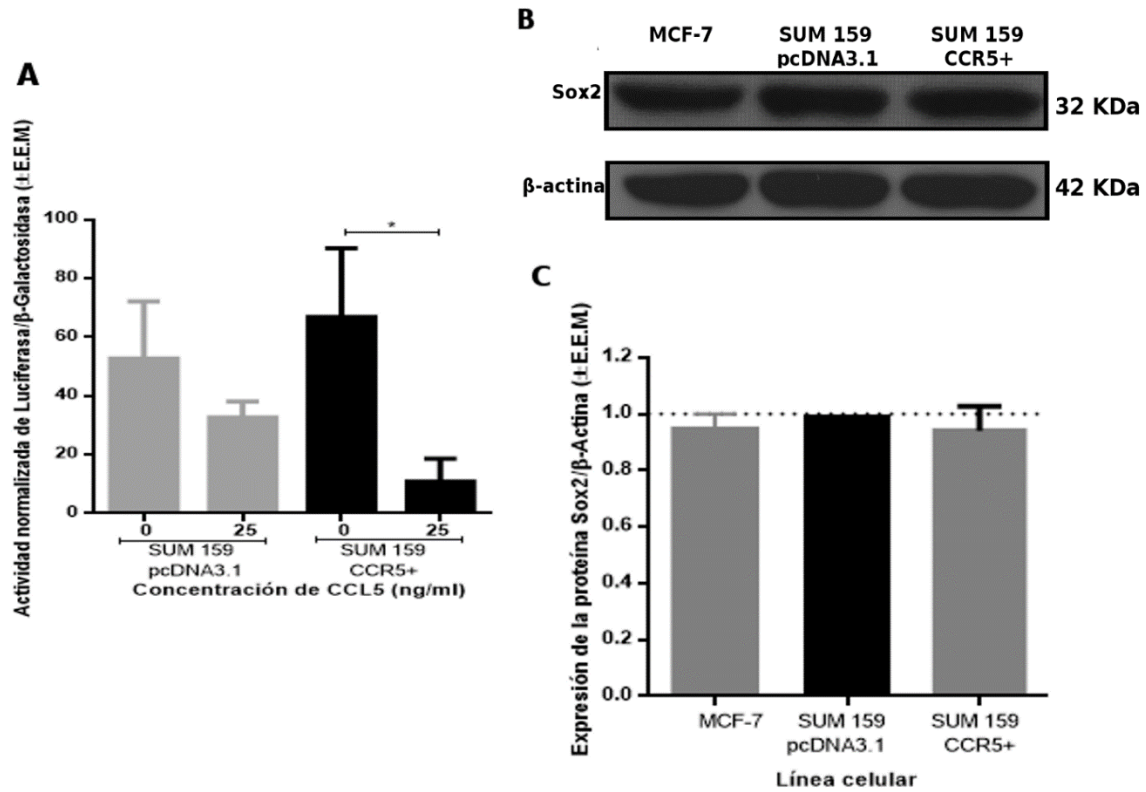 A
Actividad normalizada de Luciferasa/β-Galactosidasa (±E.E.M.)
100
80
60
40
20
0
*
0
25
0
25
SUM 159
pcDNA3.1
SUM 159
CCR5+
Concentración de CCL5 (ng/ml)
B
MCF-7
SUM 159
pcDNA3.1
SUM 159
CCR5+
Sox2
32 KDa
β-actina
42 KDa
C
Expresión de la proteína Sox2/β-Actina (±E.E.M.)
1.2
1.0
0.8
0.6
0.4
0.2
0.0
MCF-7
SUM 159
pcDNA3.1
SUM 159
CCR5+
Línea celular